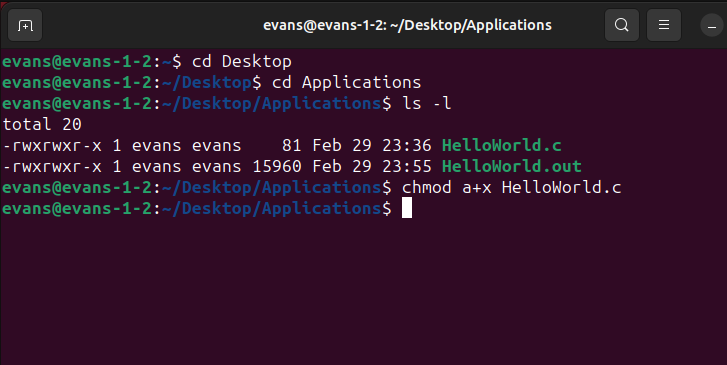 evans@evans-1-2: ~/Desktop/Applications
evans@evans-1-2:~$ cd Desktop
evans@evans-1-2:~/Desktop$ cd Applications
evans@evans-1-2:~/Desktop/Applications$ ls -l
total 20
-rwxrwxr-x 1 evans evans    81 Feb 29 23:36 HelloWorld.c
-rwxrwxr-x 1 evans evans 15960 Feb 29 23:55 HelloWorld.out
evans@evans-1-2:~/Desktop/Applications$ chmod a+x HelloWorld.c
evans@evans-1-2:~/Desktop/Applications$